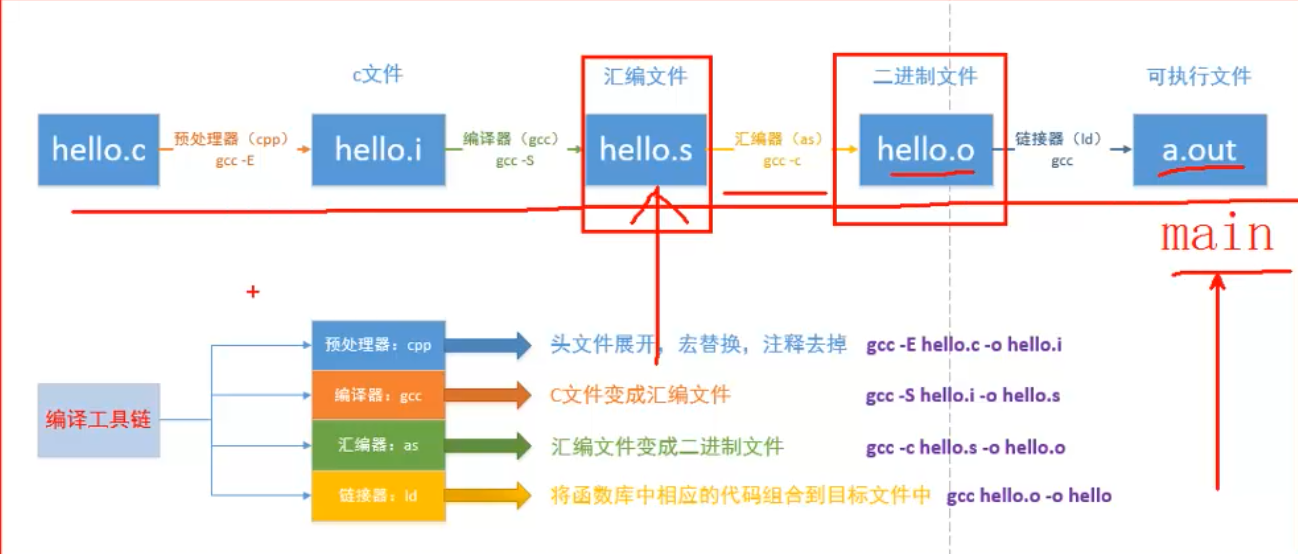 c文件
汇编文件
二进制文件
可执行文件
hello.c
预处理器（cpp）
gcc -E
hello.i
编译器（gcc）
gcc -S
hello.s
汇编器（as）
gcc -c
hello.o
链接器（ld）
gcc
a.out
main
预处理器：cpp
头文件展开，宏替换，注释去掉
gcc -E hello.c -o hello.i
编译工具链
编译器：gcc
C文件变成汇编文件
gcc -S hello.i -o hello.s
汇编器：as
汇编文件变成二进制文件
gcc -c hello.s -o hello.o
链接器：ld
将函数库中相应的代码组合到目标文件中
gcc hello.o -o hello